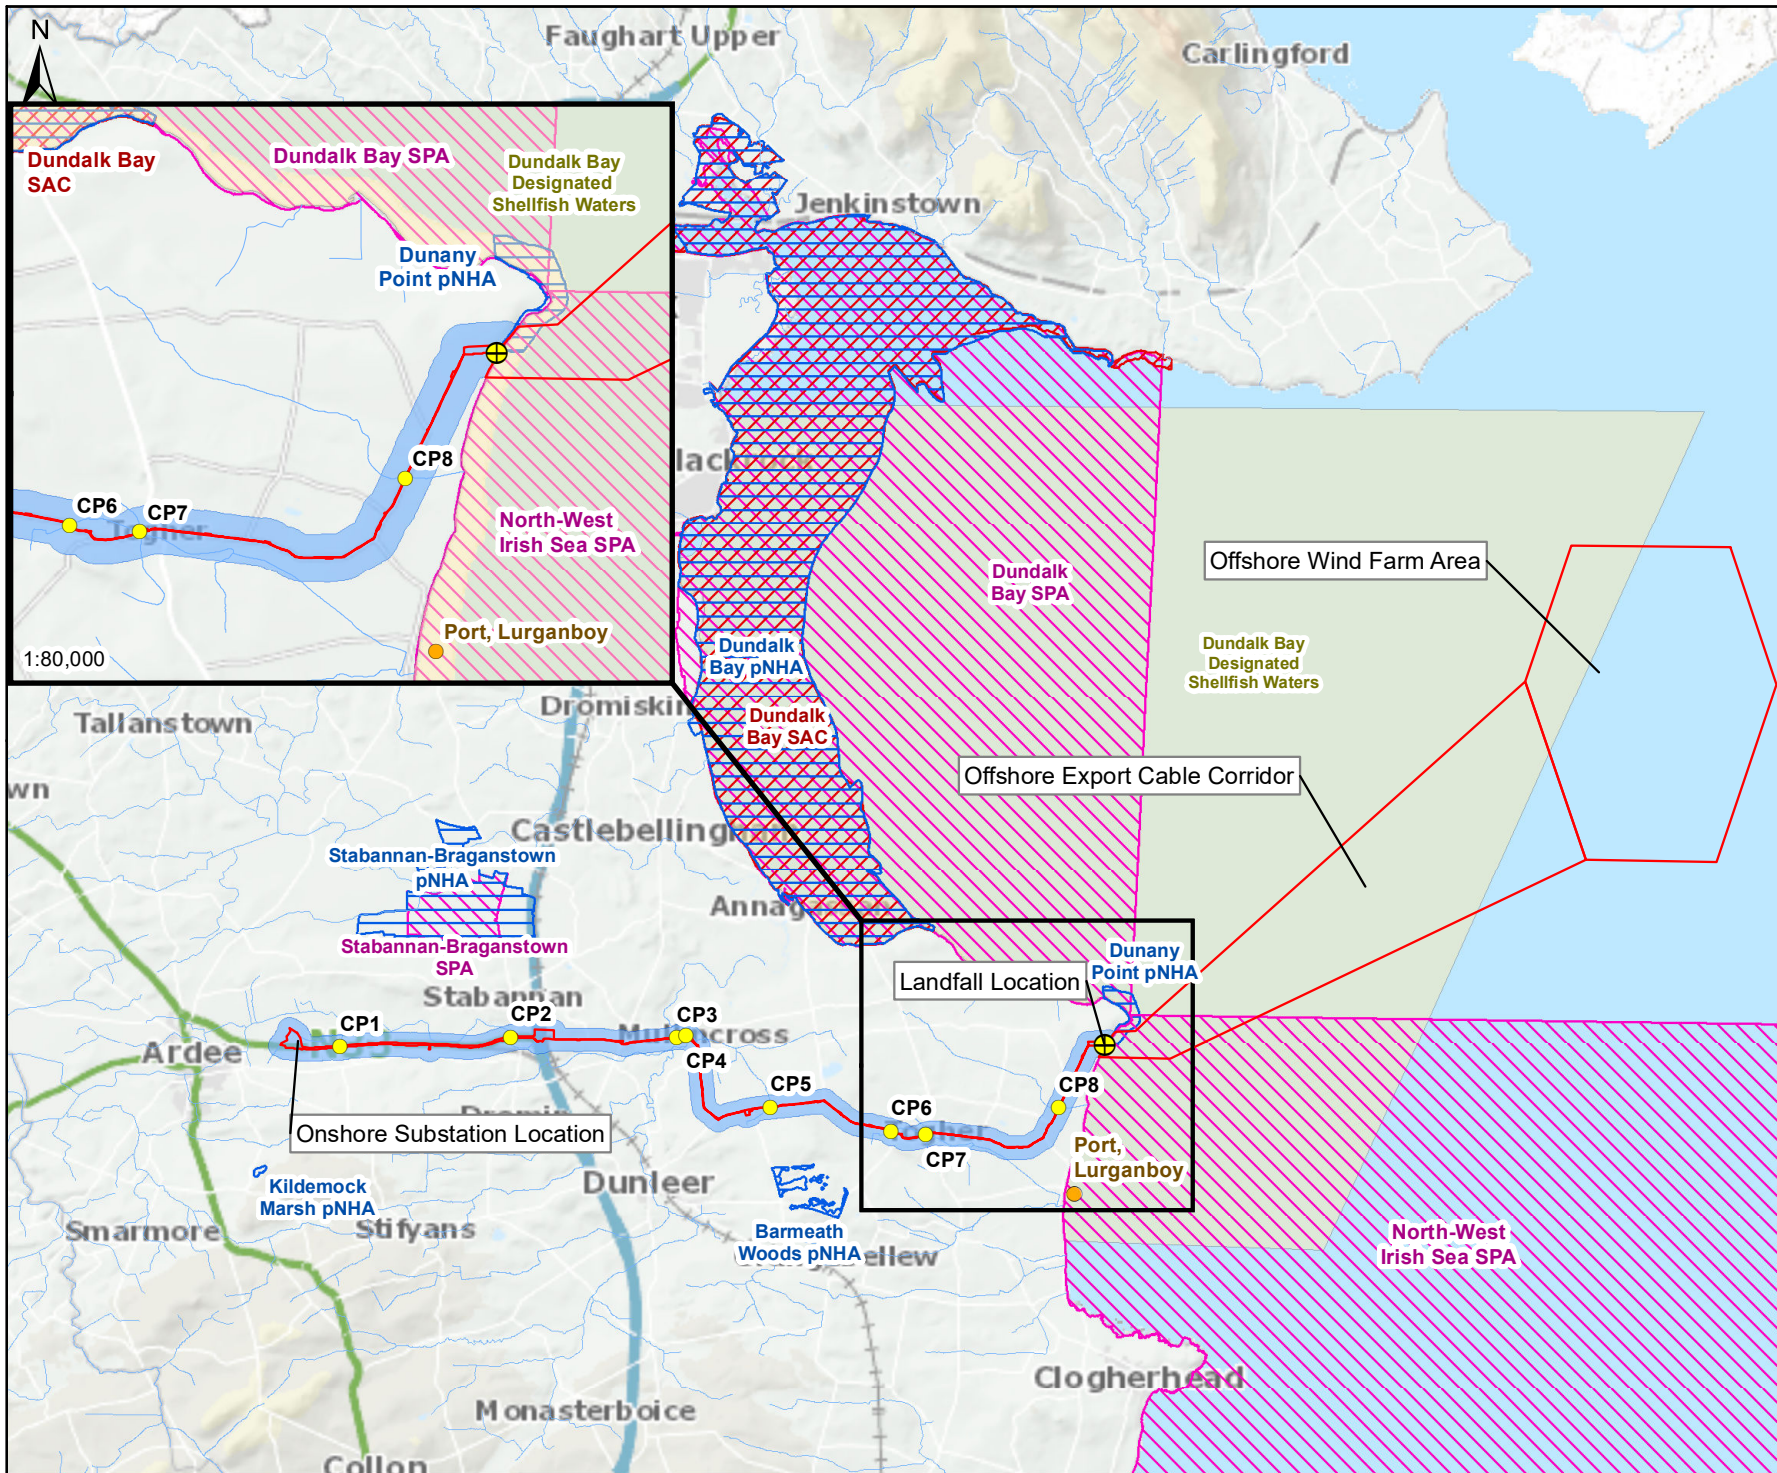 N
Faughart Upper
Carlingford
Dundalk Bay
SAC
Dundalk Bay SPA
Dundalk Bay
Designated
Shellfish Waters
Dunany
Point pNHA
CP8
CP6
CP7
Togher
North-West
Irish Sea SPA
Port, Lurganboy
1:80,000
Jenkinstown
Dundalk
Bay SPA
Offshore Wind Farm Area
Dundalk
Bay pNHA
Dundalk Bay
Designated
Shellfish Waters
Dundalk
Bay SAC
Offshore Export Cable Corridor
Tallanstown
Dromiskin
wn
Castlebellingham
Stabannan-Braganstown
pNHA
Stabannan-Braganstown
SPA
Dunany
Point pNHA
Landfall Location
Stabannan
CP1
CP2
CP3
CP4
CP5
CP6
CP7
CP8
Ardee
Togher
Onshore Substation Location
Port,
Lurganboy
Dunleer
Kildemock
Marsh pNHA
Smarmore
Stifyans
Barmeath
Woods pNHA
ellew
North-West
Irish Sea SPA
Clogherhead
Monasterboice
Collon